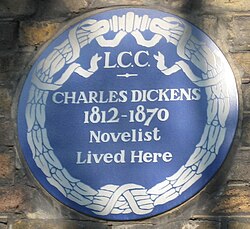 L.C.C.
CHARLES DICKENS
1812-1870
Novelist
Lived Here